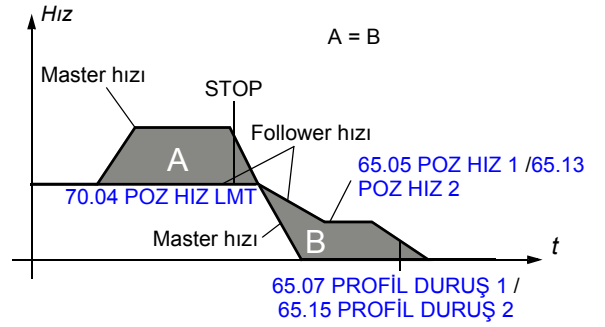 Hız
A = B
Master hızı
STOP
A
Follower hızı
65.05 POZ HIZ 1 /65.13
POZ HIZ 2
70.04 POZ HIZ LMT
Master hızı
B
t
65.07 PROFİL DURUŞ 1 /
65.15 PROFİL DURUŞ 2